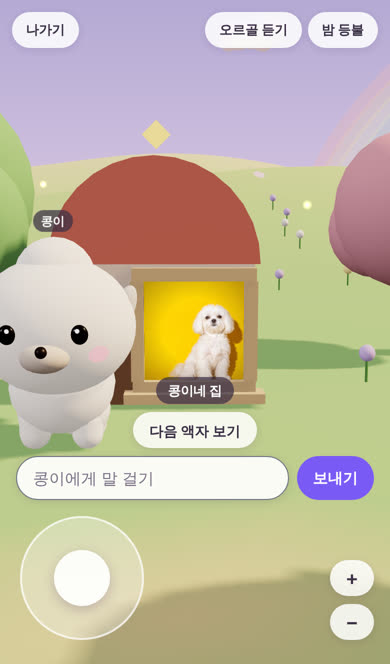 나가기
오르골 듣기
밤 등불
콩이
콩이네 집
다음 액자 보기
콩이에게 말 걸기
보내기
+
−